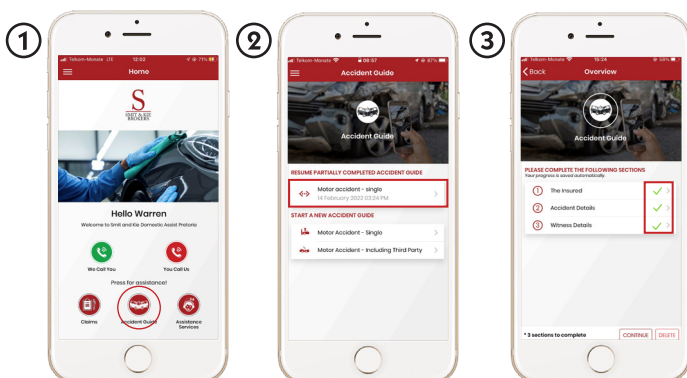 1
Telkom-Monate LTE 12:02 71%
Home
S
SMIT & KIE
BROKERS
Hello Warren
Welcome to Smit and Kie Domestic Assist Pretoria
We Call You
You Call Us
Press for assistance!
Claims
Accident Guide
Assistance
Services
2
Telkom-Monate 08:57 87%
Accident Guide
Accident Guide
RESUME PARTIALLY COMPLETED ACCIDENT GUIDE
Motor accident - single
14 February 2022 03:24 PM
START A NEW ACCIDENT GUIDE
Motor Accident - Single
Motor Accident - Including Third Party
3
Telkom-Monate 15:24 58%
Back
Overview
Accident Guide
PLEASE COMPLETE THE FOLLOWING SECTIONS
Your progress is saved automatically.
1 The Insured
2 Accident Details
3 Witness Details
* 3 sections to complete
CONTINUE
DELETE